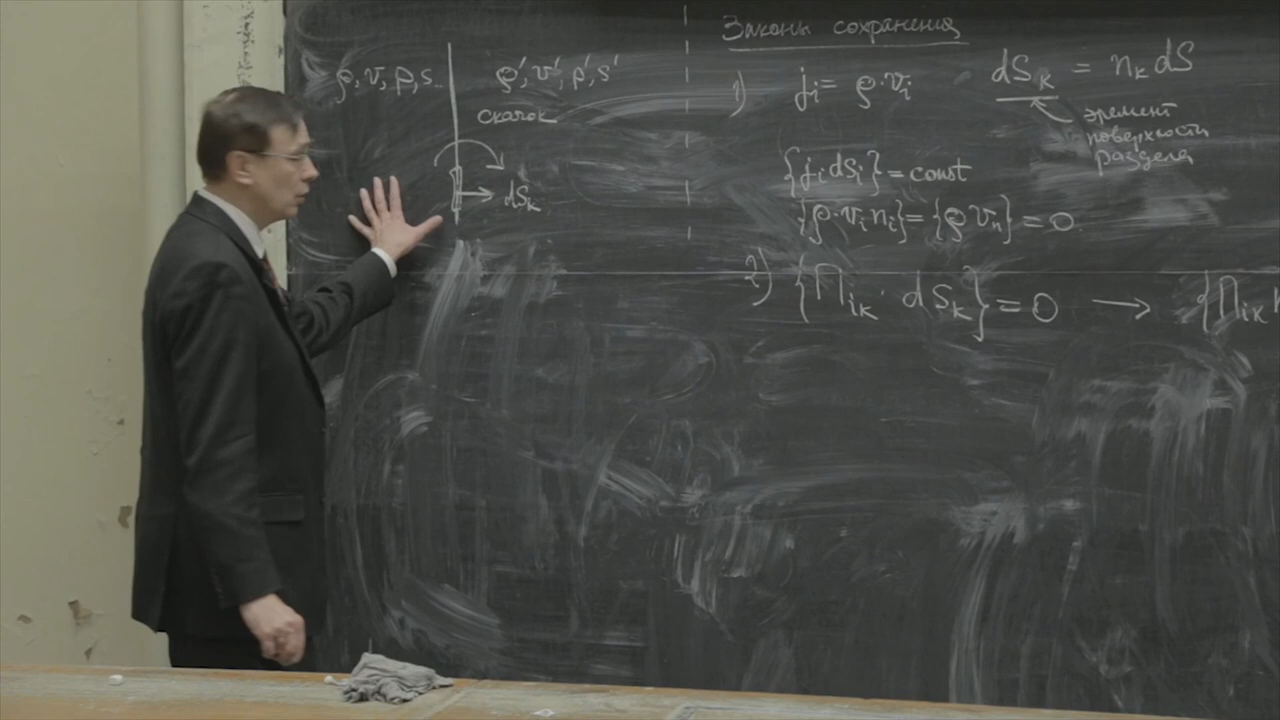 ρ, v, p, s..
ρ', v', p', s'
скачок
dS_k
Законы сохранения
1) j_i = ρ·v_i
dS_k = n_k dS
элемент
поверхности
раздела
{j_i dS_i} = const
{ρ·v_i n_i} = {ρ v_n} = 0
2) {Π_ik · dS_k} = 0 → {Π_ik